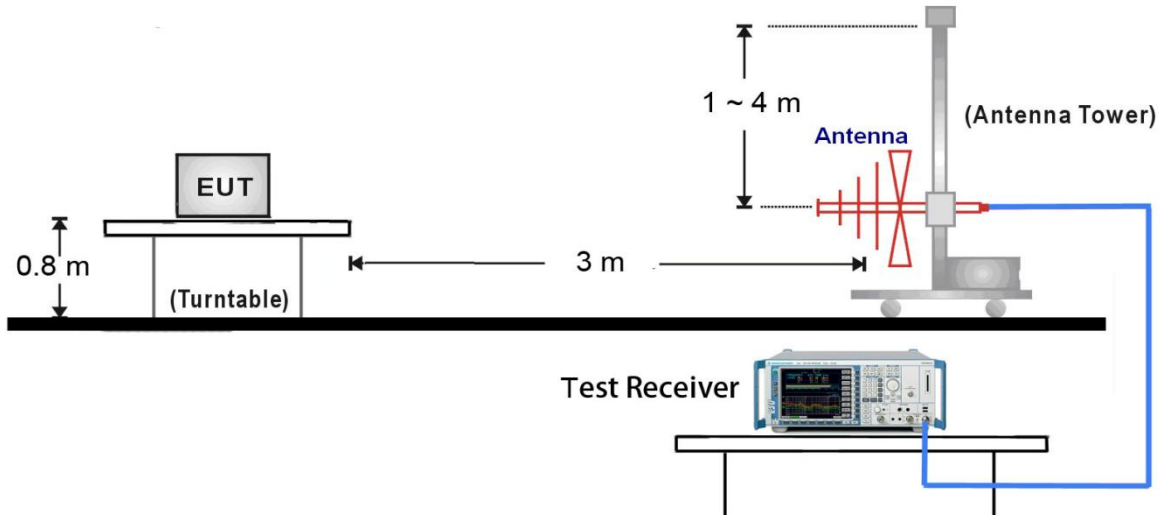 1 ~ 4 m
(Antenna Tower)
Antenna
EUT
0.8 m
3 m
(Turntable)
Test Receiver